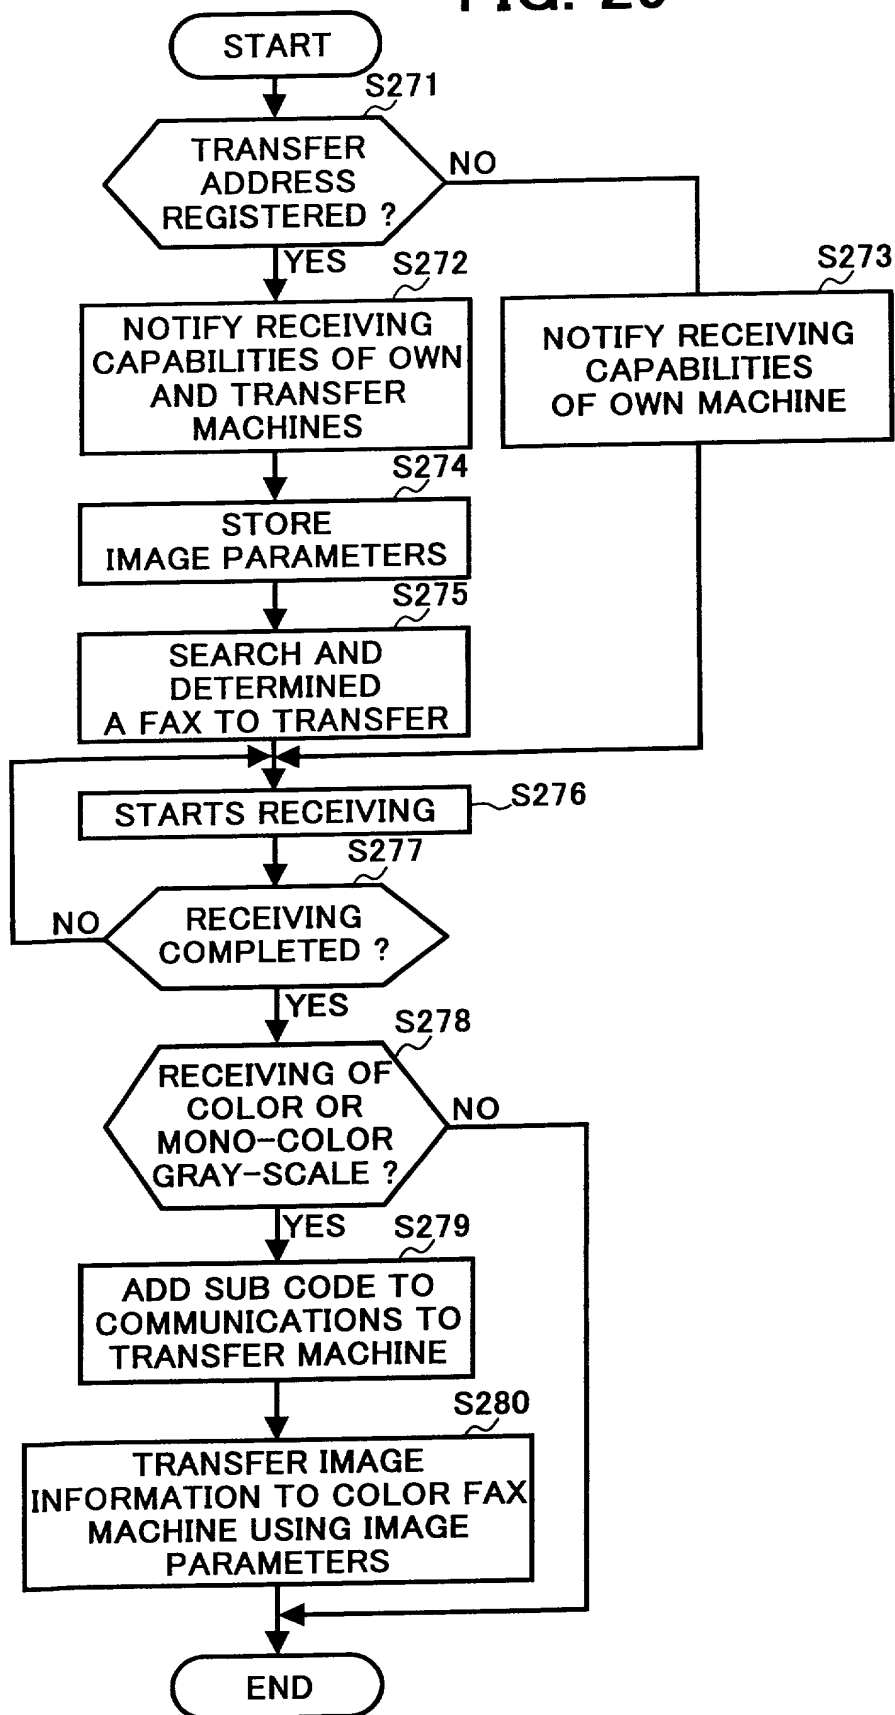 START
S271
TRANSFER
ADDRESS
REGISTERED ?
NO
YES
S272
NOTIFY RECEIVING
CAPABILITIES OF OWN
AND TRANSFER
MACHINES
S273
NOTIFY RECEIVING
CAPABILITIES
OF OWN MACHINE
S274
STORE
IMAGE PARAMETERS
S275
SEARCH AND
DETERMINED
A FAX TO TRANSFER
STARTS RECEIVING
S276
S277
NO
RECEIVING
COMPLETED ?
YES
S278
RECEIVING OF
COLOR OR
MONO-COLOR
GRAY-SCALE ?
NO
YES
S279
ADD SUB CODE TO
COMMUNICATIONS TO
TRANSFER MACHINE
S280
TRANSFER IMAGE
INFORMATION TO COLOR FAX
MACHINE USING IMAGE
PARAMETERS
END